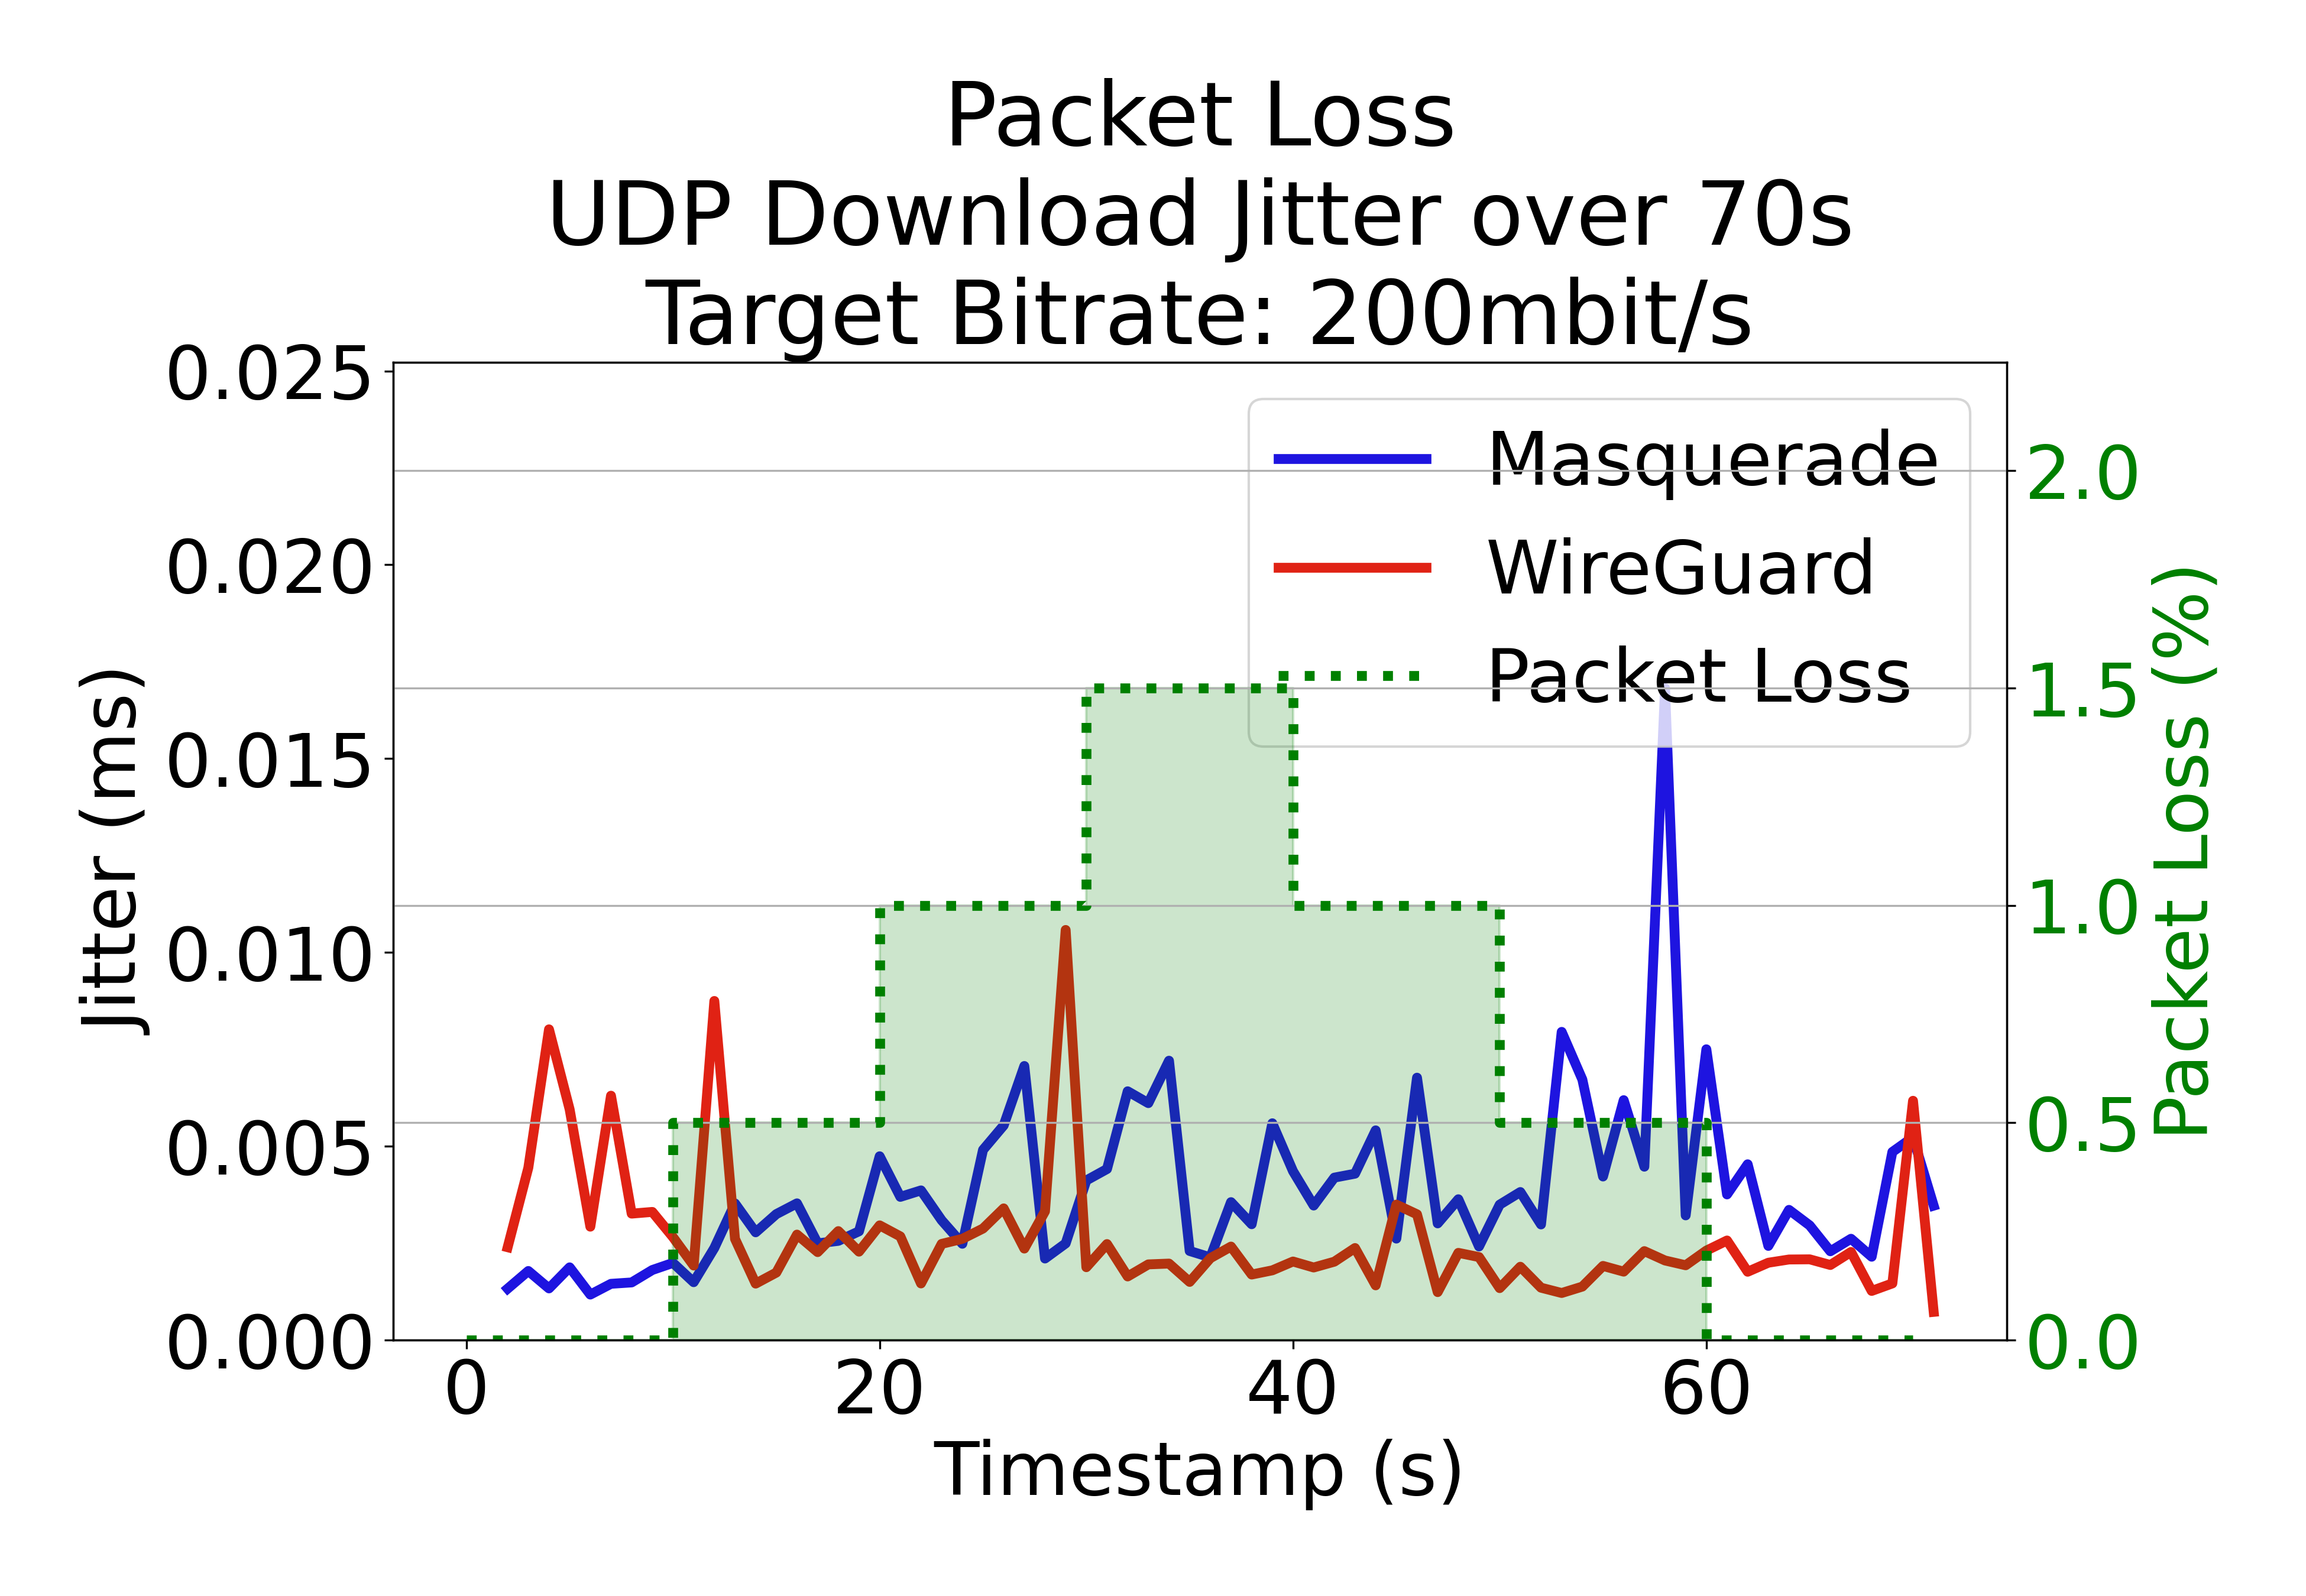 Packet Loss
UDP Download Jitter over 70s
Target Bitrate: 200mbit/s
Jitter (ms)
0.025
0.020
0.015
0.010
0.005
0.000
Masquerade
WireGuard
Packet Loss
2.0
1.5
1.0
0.5
0.0
Packet Loss (%)
0 20 40 60
Timestamp (s)